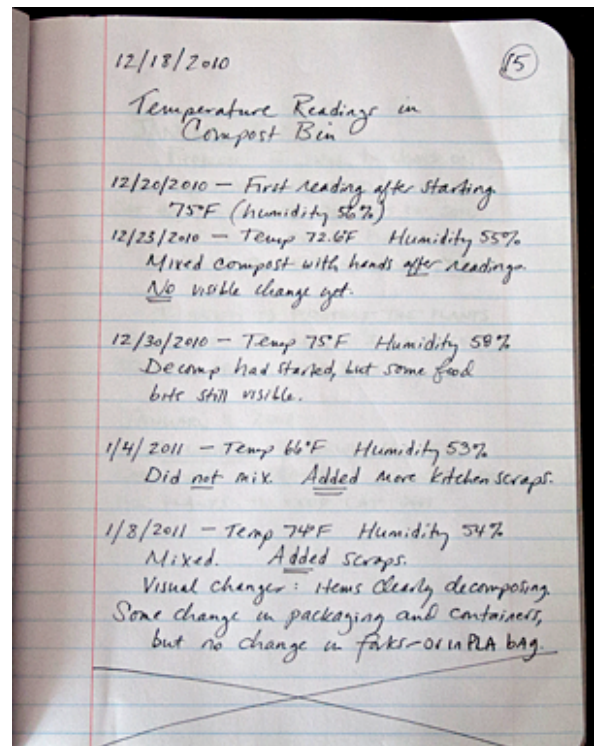 12/18/2010 15
Temperature Readings in
Compost Bin
12/20/2010 – First reading after starting
75°F (humidity 56%)
12/23/2010 – Temp 72.6°F Humidity 55%
Mixed compost with hands after readings.
No visible change yet.
12/30/2010 – Temp 75°F Humidity 58%
Decomp had started, but some food
bits still visible.
1/4/2011 – Temp 66°F Humidity 53%
Did not mix. Added more kitchen scraps.
1/8/2011 – Temp 74°F Humidity 54%
Mixed. Added scraps.
Visual changes: items clearly decomposing.
Some change in packaging and containers,
but no change in forks – or in PLA bag.